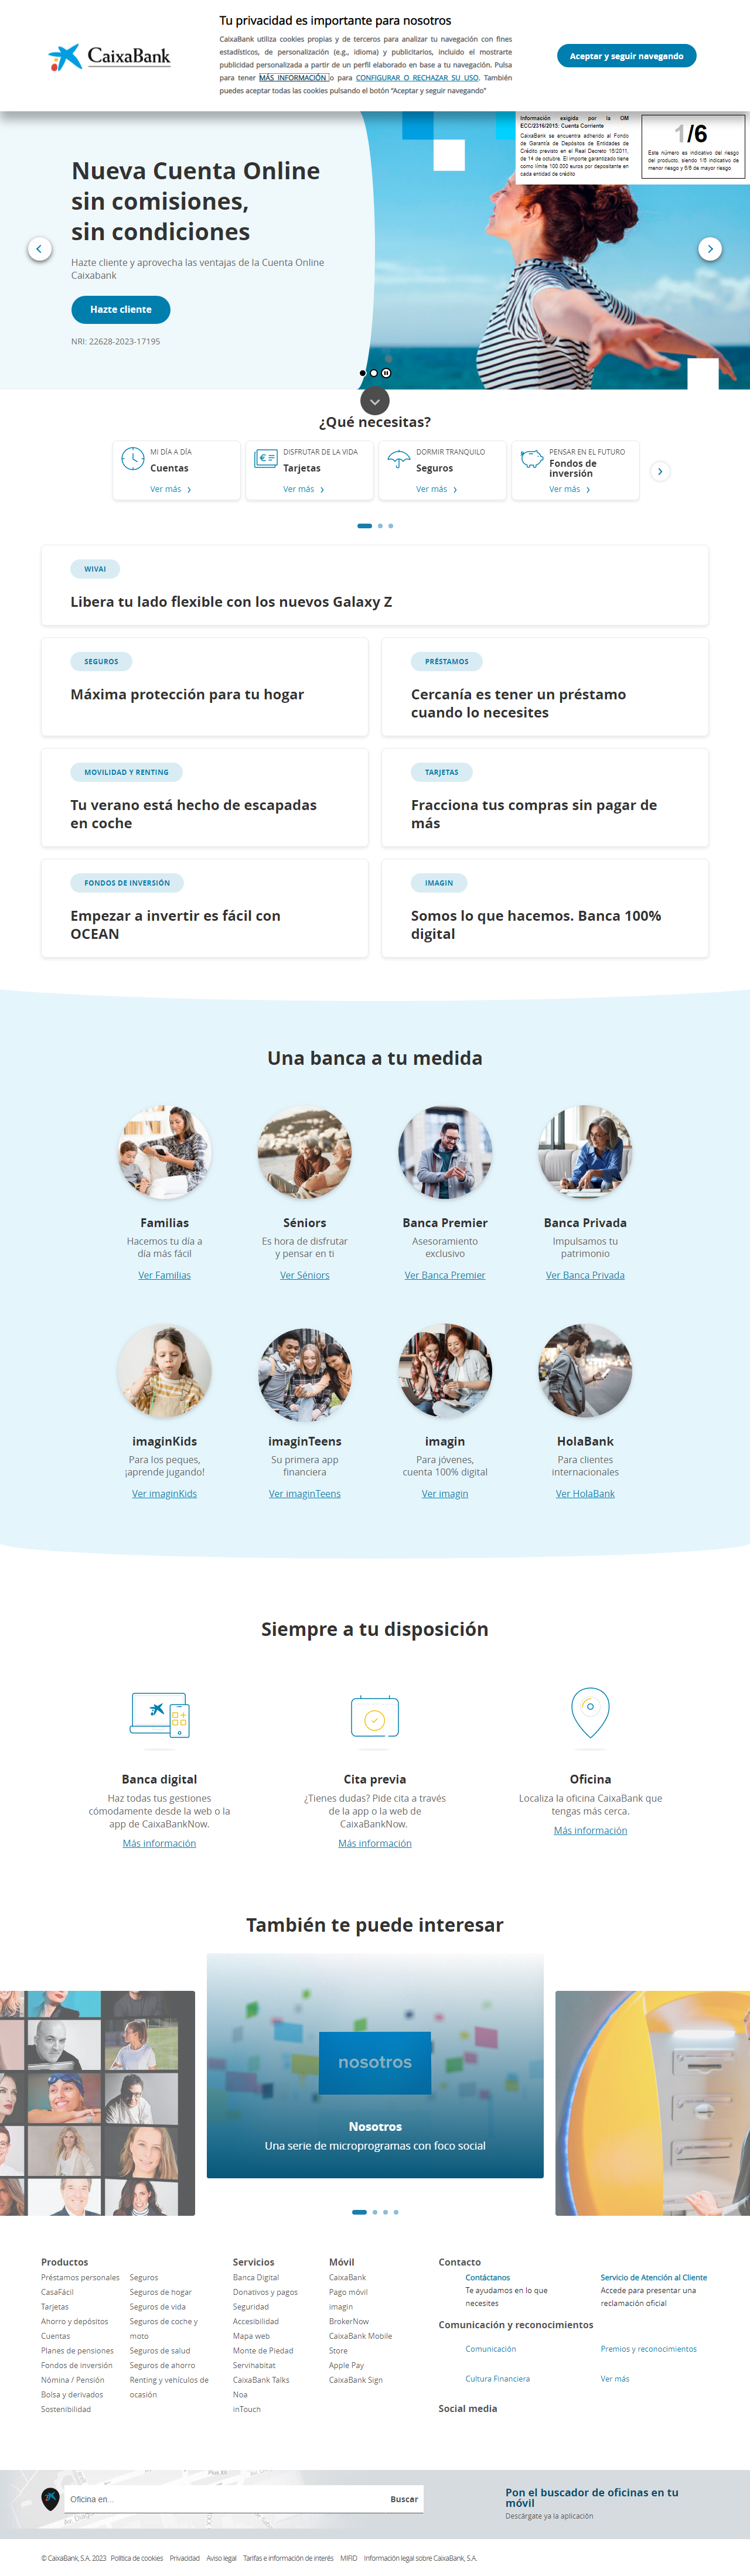 Tu privacidad es importante para nosotros
CaixaBank utiliza cookies propias y de terceros para analizar tu navegación con fines
estadísticos, de personalización (e.g., idioma) y publicitarios, incluido el mostrarte
publicidad personalizada a partir de un perfil elaborado en base a tu navegación. Pulsa
para tener MÁS INFORMACIÓN o para CONFIGURAR O RECHAZAR SU USO. También
puedes aceptar todas las cookies pulsando el botón "Aceptar y seguir navegando"
CaixaBank
Aceptar y seguir navegando
Información exigida por la OM
ECC/2316/2015: Cuenta Corriente
CaixaBank se encuentra adherido al Fondo
de Garantía de Depósitos de Entidades de
Crédito previsto en el Real Decreto 16/2011,
de 14 de octubre. El importe garantizado tiene
como límite 100.000 euros por depositante en
cada entidad de crédito
1/6
Este número es indicativo del riesgo
del producto, siendo 1/6 indicativo de
menor riesgo y 6/6 de mayor riesgo
Nueva Cuenta Online
sin comisiones,
sin condiciones
Hazte cliente y aprovecha las ventajas de la Cuenta Online
Caixabank
Hazte cliente
NRI: 22628-2023-17195
¿Qué necesitas?
MI DÍA A DÍA
Cuentas
Ver más
DISFRUTAR DE LA VIDA
Tarjetas
Ver más
DORMIR TRANQUILO
Seguros
Ver más
PENSAR EN EL FUTURO
Fondos de
inversión
Ver más
WIVAI
Libera tu lado flexible con los nuevos Galaxy Z
SEGUROS
Máxima protección para tu hogar
PRÉSTAMOS
Cercanía es tener un préstamo
cuando lo necesites
MOVILIDAD Y RENTING
Tu verano está hecho de escapadas
en coche
TARJETAS
Fracciona tus compras sin pagar de
más
FONDOS DE INVERSIÓN
Empezar a invertir es fácil con
OCEAN
IMAGIN
Somos lo que hacemos. Banca 100%
digital
Una banca a tu medida
Familias
Hacemos tu día a
día más fácil
Ver Familias
Séniors
Es hora de disfrutar
y pensar en ti
Ver Séniors
Banca Premier
Asesoramiento
exclusivo
Ver Banca Premier
Banca Privada
Impulsamos tu
patrimonio
Ver Banca Privada
imaginKids
Para los peques,
¡aprende jugando!
Ver imaginKids
imaginTeens
Su primera app
financiera
Ver imaginTeens
imagin
Para jóvenes,
cuenta 100% digital
Ver imagin
HolaBank
Para clientes
internacionales
Ver HolaBank
Siempre a tu disposición
Banca digital
Haz todas tus gestiones
cómodamente desde la web o la
app de CaixaBankNow.
Más información
Cita previa
¿Tienes dudas? Pide cita a través
de la app o la web de
CaixaBankNow.
Más información
Oficina
Localiza la oficina CaixaBank que
tengas más cerca.
Más información
También te puede interesar
nosotros
Nosotros
Una serie de microprogramas con foco social
Productos
Préstamos personales
CasaFácil
Tarjetas
Ahorro y depósitos
Cuentas
Planes de pensiones
Fondos de inversión
Nómina / Pensión
Bolsa y derivados
Sostenibilidad
Seguros
Seguros de hogar
Seguros de vida
Seguros de coche y
moto
Seguros de salud
Seguros de ahorro
Renting y vehículos de
ocasión
Servicios
Banca Digital
Donativos y pagos
Seguridad
Accesibilidad
Mapa web
Monte de Piedad
Servihabitat
CaixaBank Talks
Noa
inTouch
Móvil
CaixaBank
Pago móvil
imagin
BrokerNow
CaixaBank Mobile
Store
Apple Pay
CaixaBank Sign
Contacto
Contáctanos
Te ayudamos en lo que
necesites
Servicio de Atención al Cliente
Accede para presentar una
reclamación oficial
Comunicación y reconocimientos
Comunicación
Premios y reconocimientos
Cultura Financiera
Ver más
Social media
Oficina en...
Buscar
Pon el buscador de oficinas en tu
móvil
Descárgate ya la aplicación
© CaixaBank, S.A. 2023 Política de cookies Privacidad Aviso legal Tarifas e información de interés MIFID Información legal sobre CaixaBank, S.A.